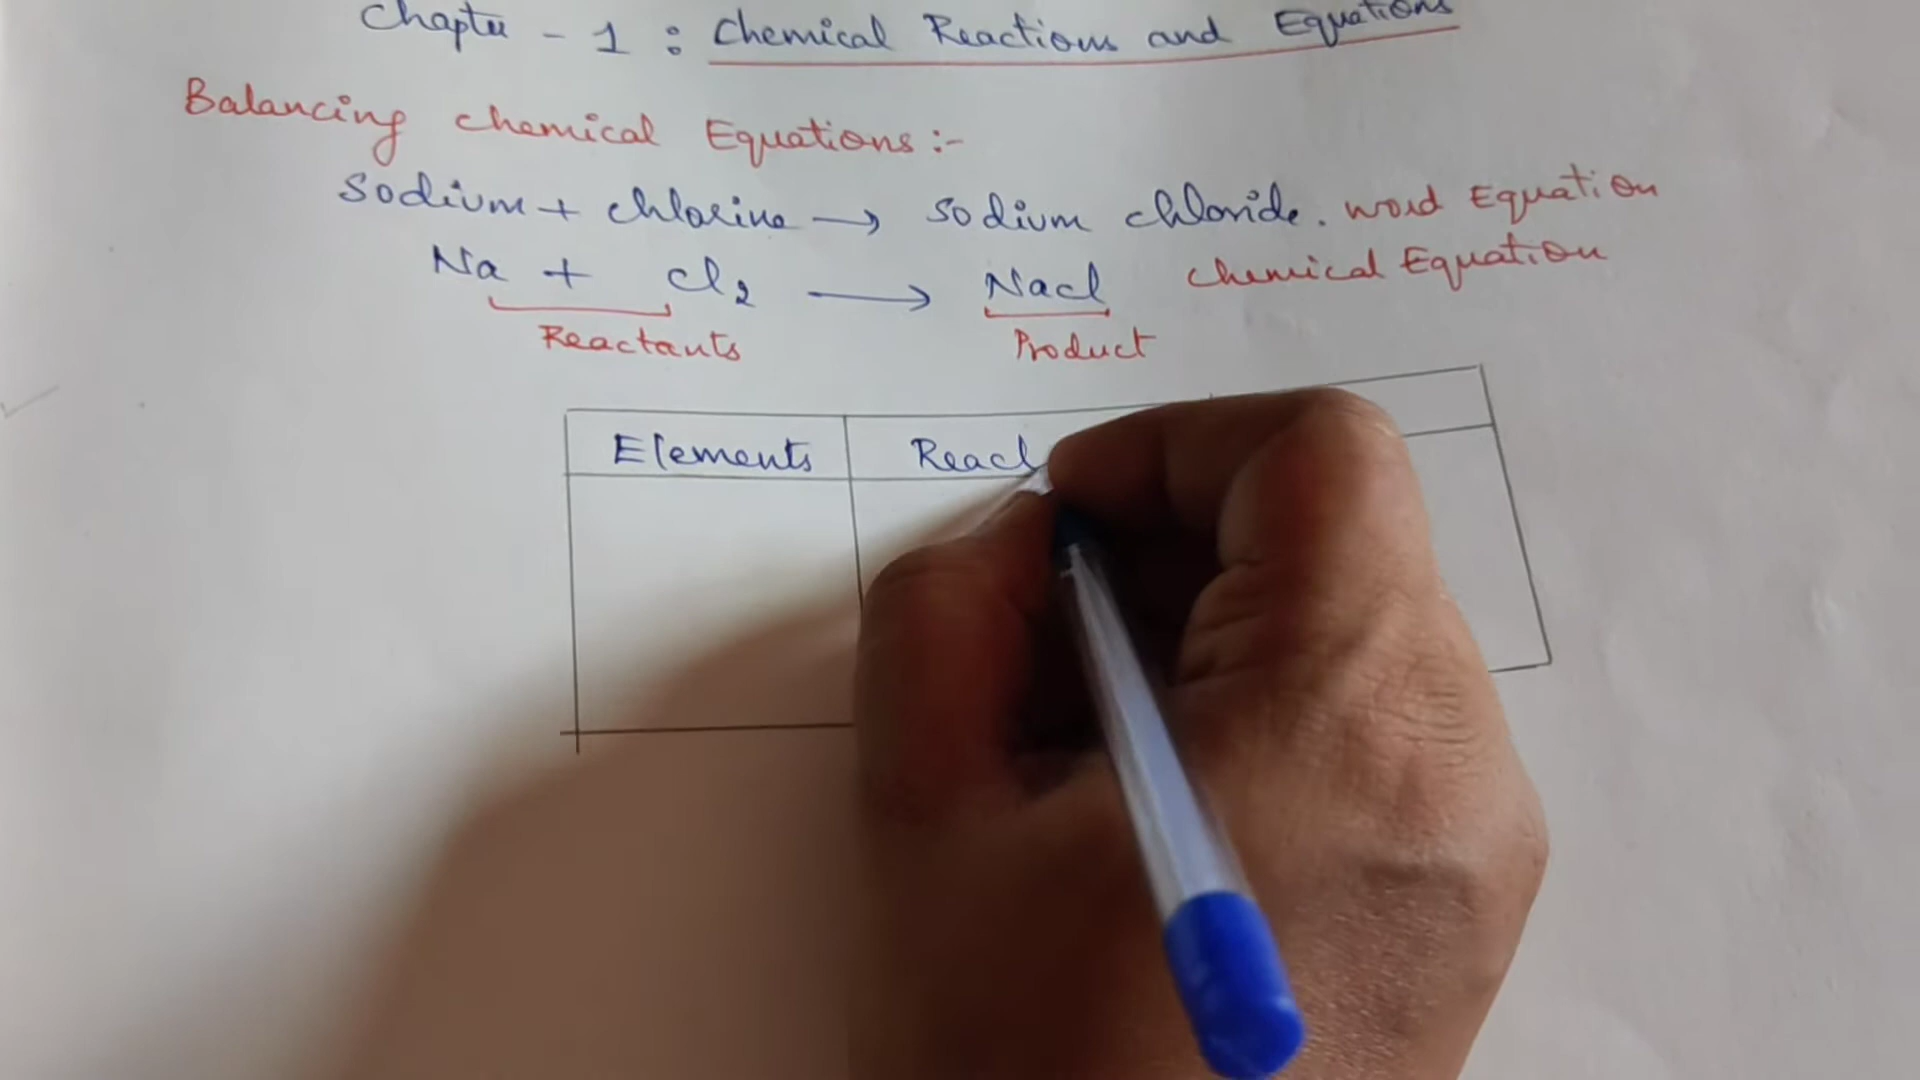 Chapter - 1 : Chemical Reactions and Equations
Balancing chemical Equations :-
Sodium + chlorine → sodium chloride. word Equation
Na + Cl₂ → Nacl chemical Equation
Reactants Product
Elements Reac